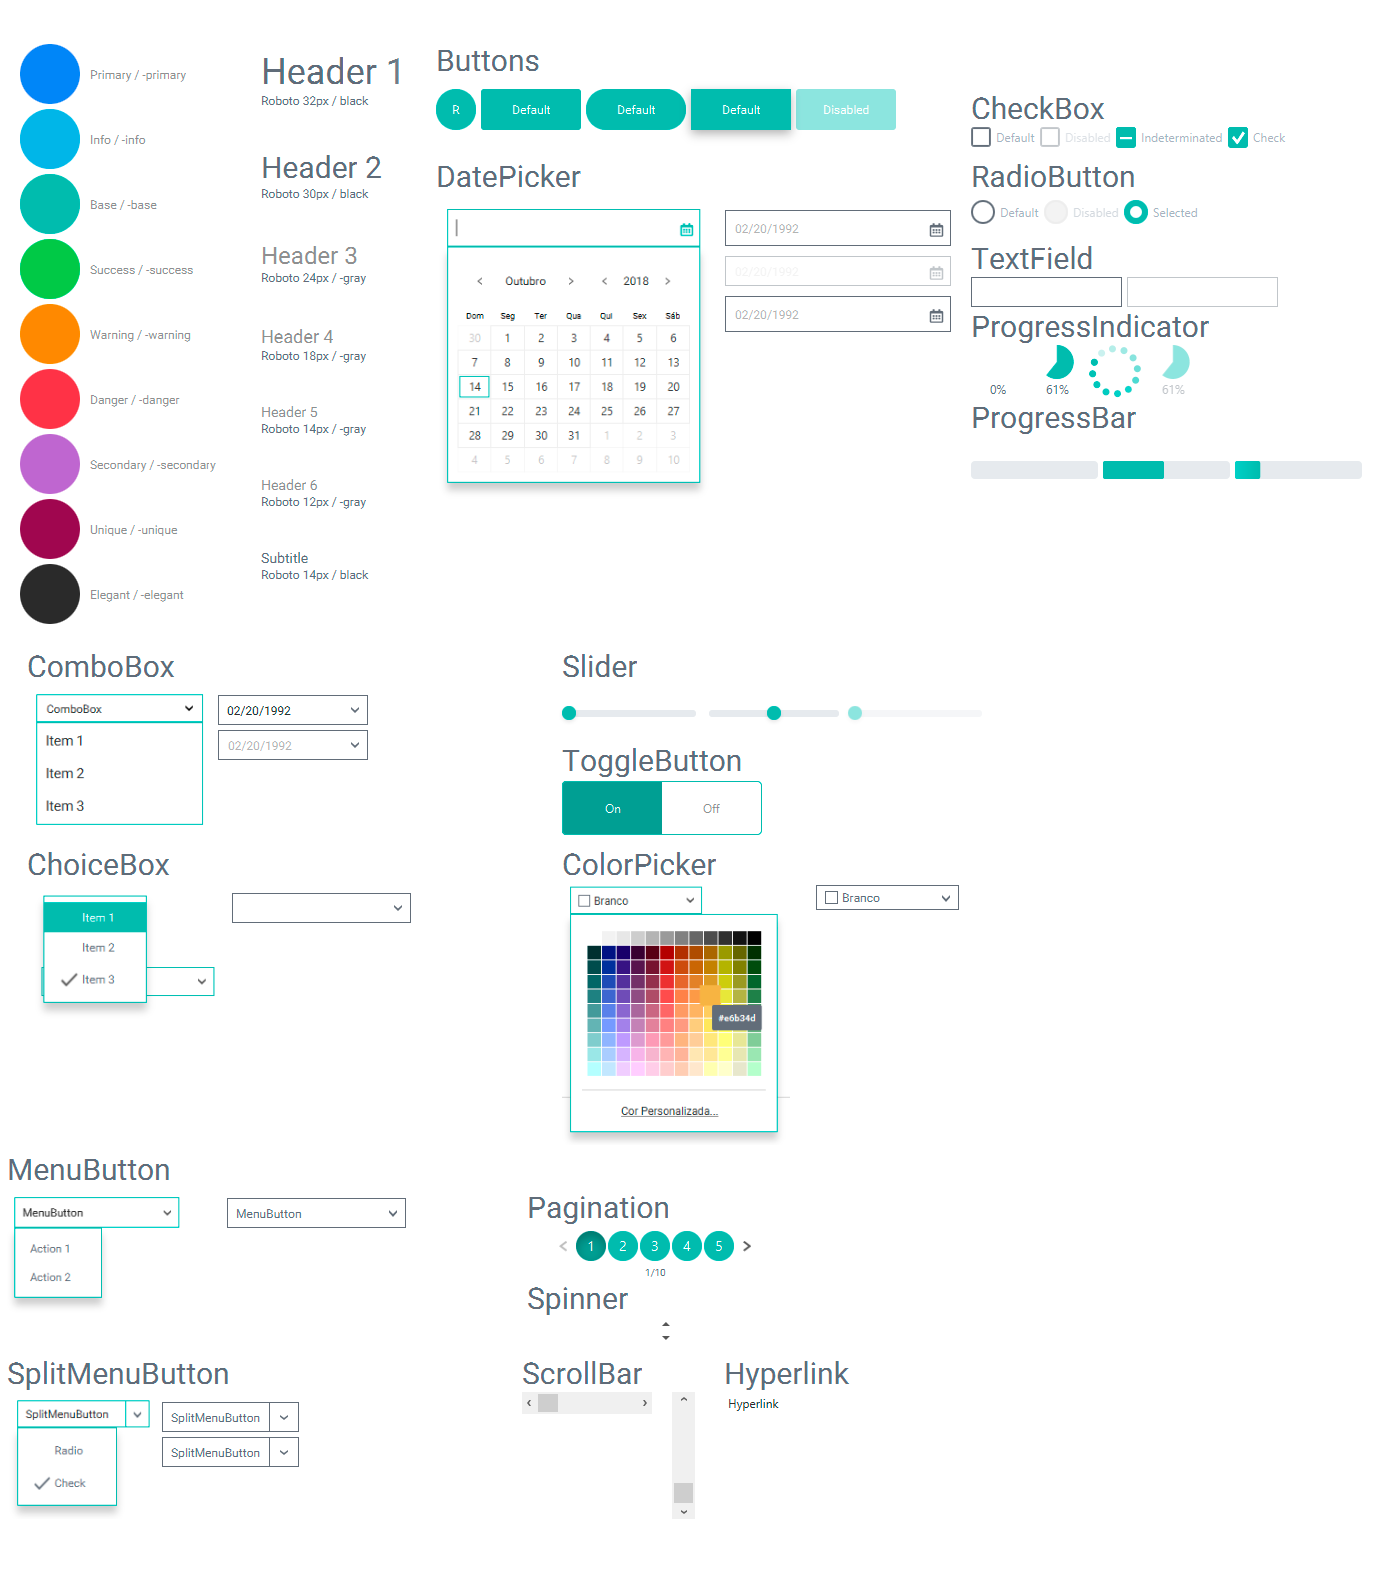 Primary / -primary
Info / -info
Base / -base
Success / -success
Warning / -warning
Danger / -danger
Secondary / -secondary
Unique / -unique
Elegant / -elegant
Header 1
Roboto 32px / black
Header 2
Roboto 30px / black
Header 3
Roboto 24px / -gray
Header 4
Roboto 18px / -gray
Header 5
Roboto 14px / -gray
Header 6
Roboto 12px / -gray
Subtitle
Roboto 14px / black
Buttons
R Default Default Default Disabled
DatePicker
Outubro 2018
Dom Seg Ter Qua Qui Sex Sáb
30 1 2 3 4 5 6
7 8 9 10 11 12 13
14 15 16 17 18 19 20
21 22 23 24 25 26 27
28 29 30 31 1 2 3
4 5 6 7 8 9 10
02/20/1992
02/20/1992
02/20/1992
CheckBox
Default Disabled Indeterminated Check
RadioButton
Default Disabled Selected
TextField
ProgressIndicator
0% 61% 61%
ProgressBar
ComboBox
ComboBox
Item 1
Item 2
Item 3
02/20/1992
02/20/1992
Slider
ToggleButton
On Off
ChoiceBox
Item 1
Item 2
Item 3
ColorPicker
Branco
#e6b34d
Cor Personalizada...
Branco
MenuButton
MenuButton
Action 1
Action 2
MenuButton
Pagination
< 1 2 3 4 5 >
1/10
Spinner
SplitMenuButton
SplitMenuButton
Radio
Check
SplitMenuButton
SplitMenuButton
ScrollBar
Hyperlink
Hyperlink